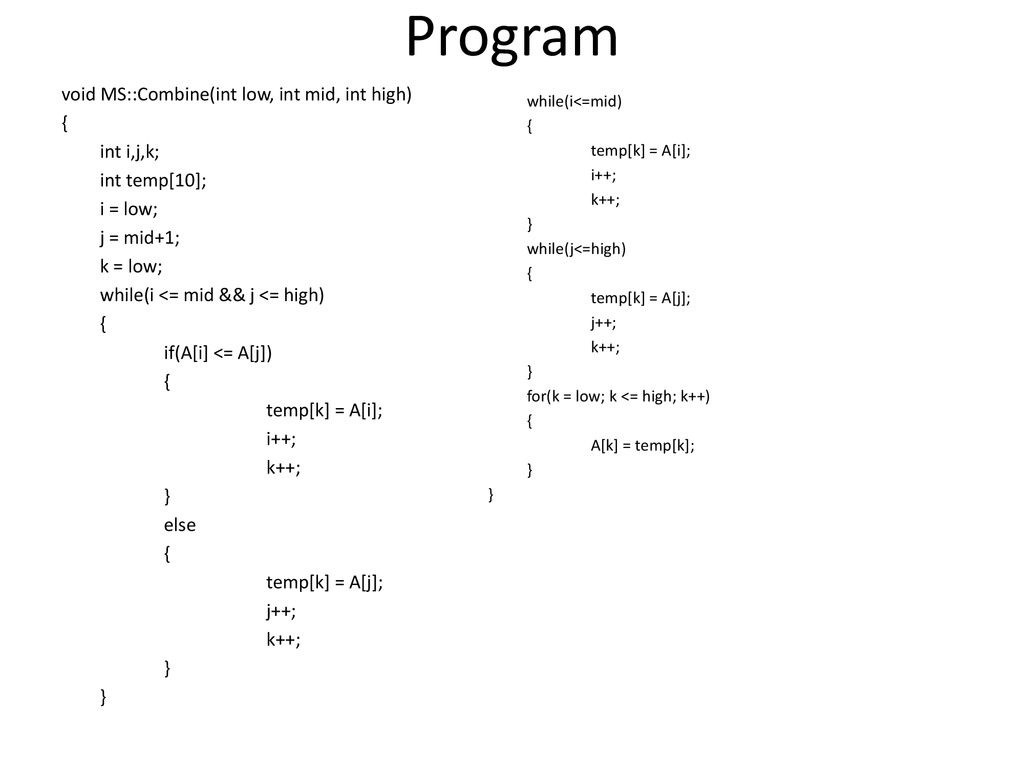 Program
void MS::Combine(int low, int mid, int high)
{
int i,j,k;
int temp[10];
i = low;
j = mid+1;
k = low;
while(i <= mid && j <= high)
{
if(A[i] <= A[j])
{
temp[k] = A[i];
i++;
k++;
}
else
{
temp[k] = A[j];
j++;
k++;
}
}
while(i<=mid)
{
temp[k] = A[i];
i++;
k++;
}
while(j<=high)
{
temp[k] = A[j];
j++;
k++;
}
for(k = low; k <= high; k++)
{
A[k] = temp[k];
}
}